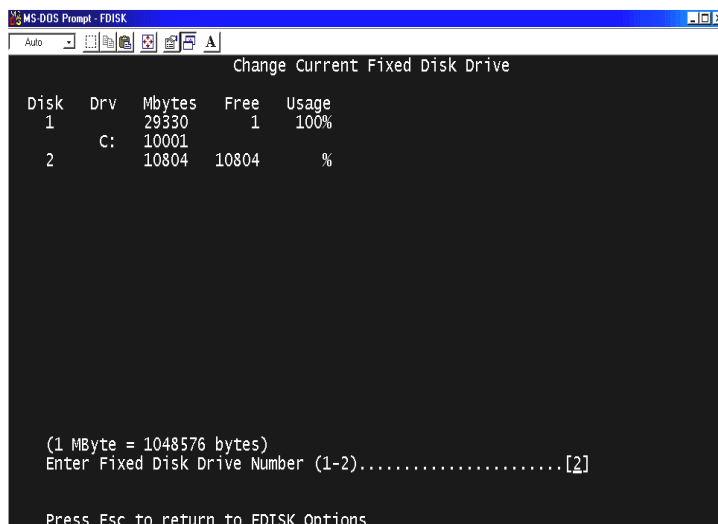 MS-DOS Prompt - FDISK
Auto
A
Change Current Fixed Disk Drive
Disk Drv Mbytes Free Usage
1 29330 1 100%
C: 10001
2 10804 10804 %
(1 MByte = 1048576 bytes)
Enter Fixed Disk Drive Number (1-2).......................[2]
Press Esc to return to FDISK Options